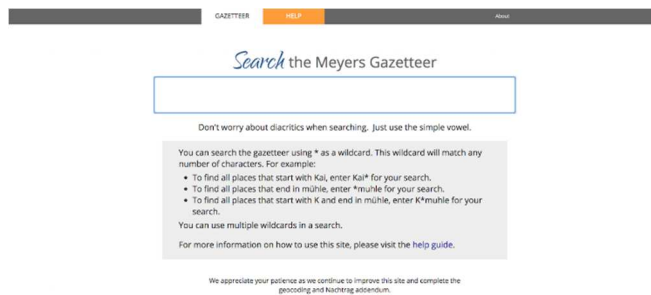 GAZETTEER HELP About
Search the Meyers Gazetteer
Don't worry about diacritics when searching. Just use the simple vowel.
You can search the gazetteer using * as a wildcard. This wildcard will match any
number of characters. For example:
• To find all places that start with Kai, enter Kai* for your search.
• To find all places that end in mühle, enter *muhle for your search.
• To find all places that start with K and end in mühle, enter K*muhle for your
search.
You can use multiple wildcards in a search.
For more information on how to use this site, please visit the help guide.
We appreciate your patience as we continue to improve this site and complete the
geocoding and Nachtrag addendum.